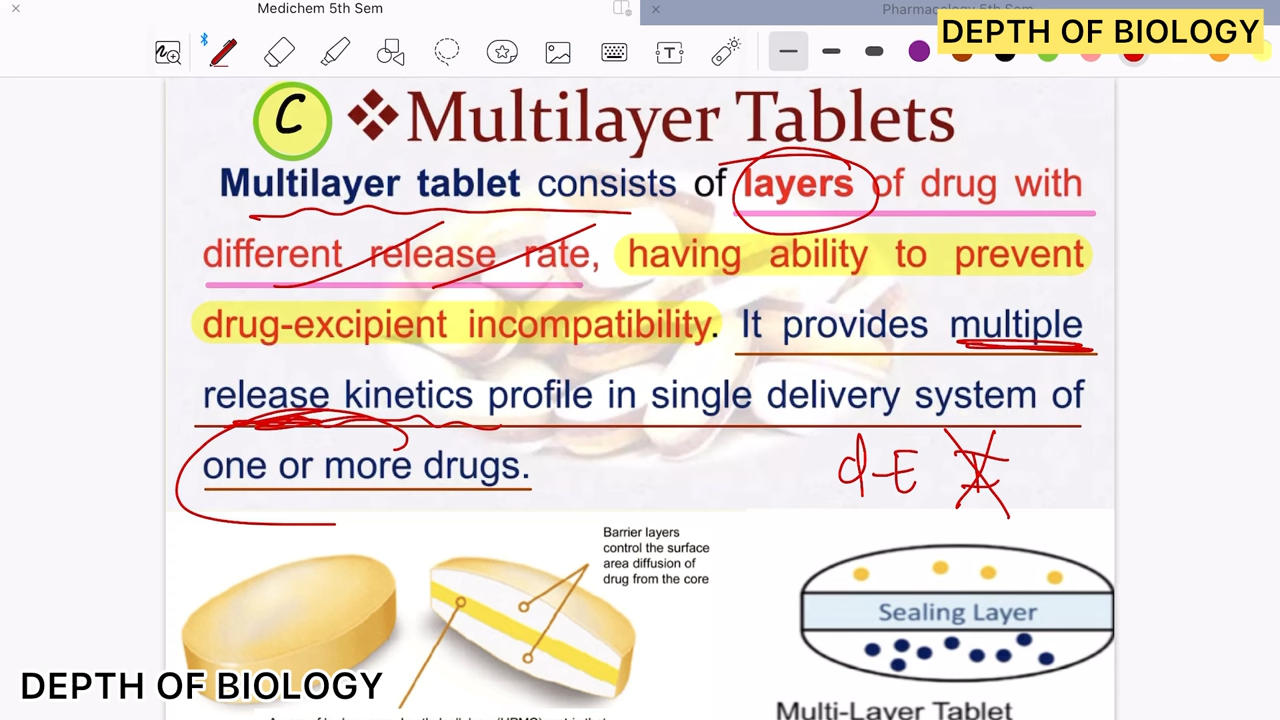 Medichem 5th Sem
Pharmacology 5th Sem
DEPTH OF BIOLOGY
C
❖Multilayer Tablets
Multilayer tablet consists of layers of drug with
different release rate, having ability to prevent
drug-excipient incompatibility. It provides multiple
release kinetics profile in single delivery system of
one or more drugs.
d-E I
Barrier layers
control the surface
area diffusion of
drug from the core
Sealing Layer
DEPTH OF BIOLOGY
Multi-Layer Tablet